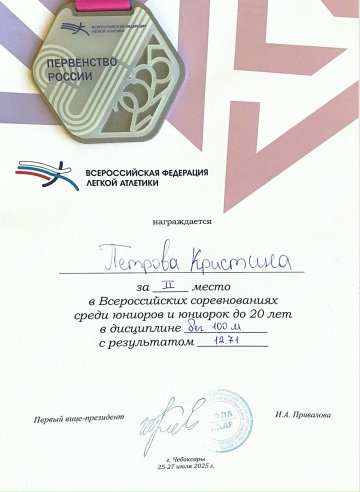 ВСЕРОССИЙСКАЯ ФЕДЕРАЦИЯ
ЛЕГКОЙ АТЛЕТИКИ
ПЕРВЕНСТВО
РОССИИ
ВСЕРОССИЙСКАЯ ФЕДЕРАЦИЯ
ЛЕГКОЙ АТЛЕТИКИ
награждается
Петрова Кристина
за II место
в Всероссийских соревнованиях
среди юниоров и юниорок до 20 лет
в дисциплине бег 100 м
с результатом 12.71
Первый вице-президент
И.А. Привалова
г. Чебоксары
25-27 июля 2025 г.